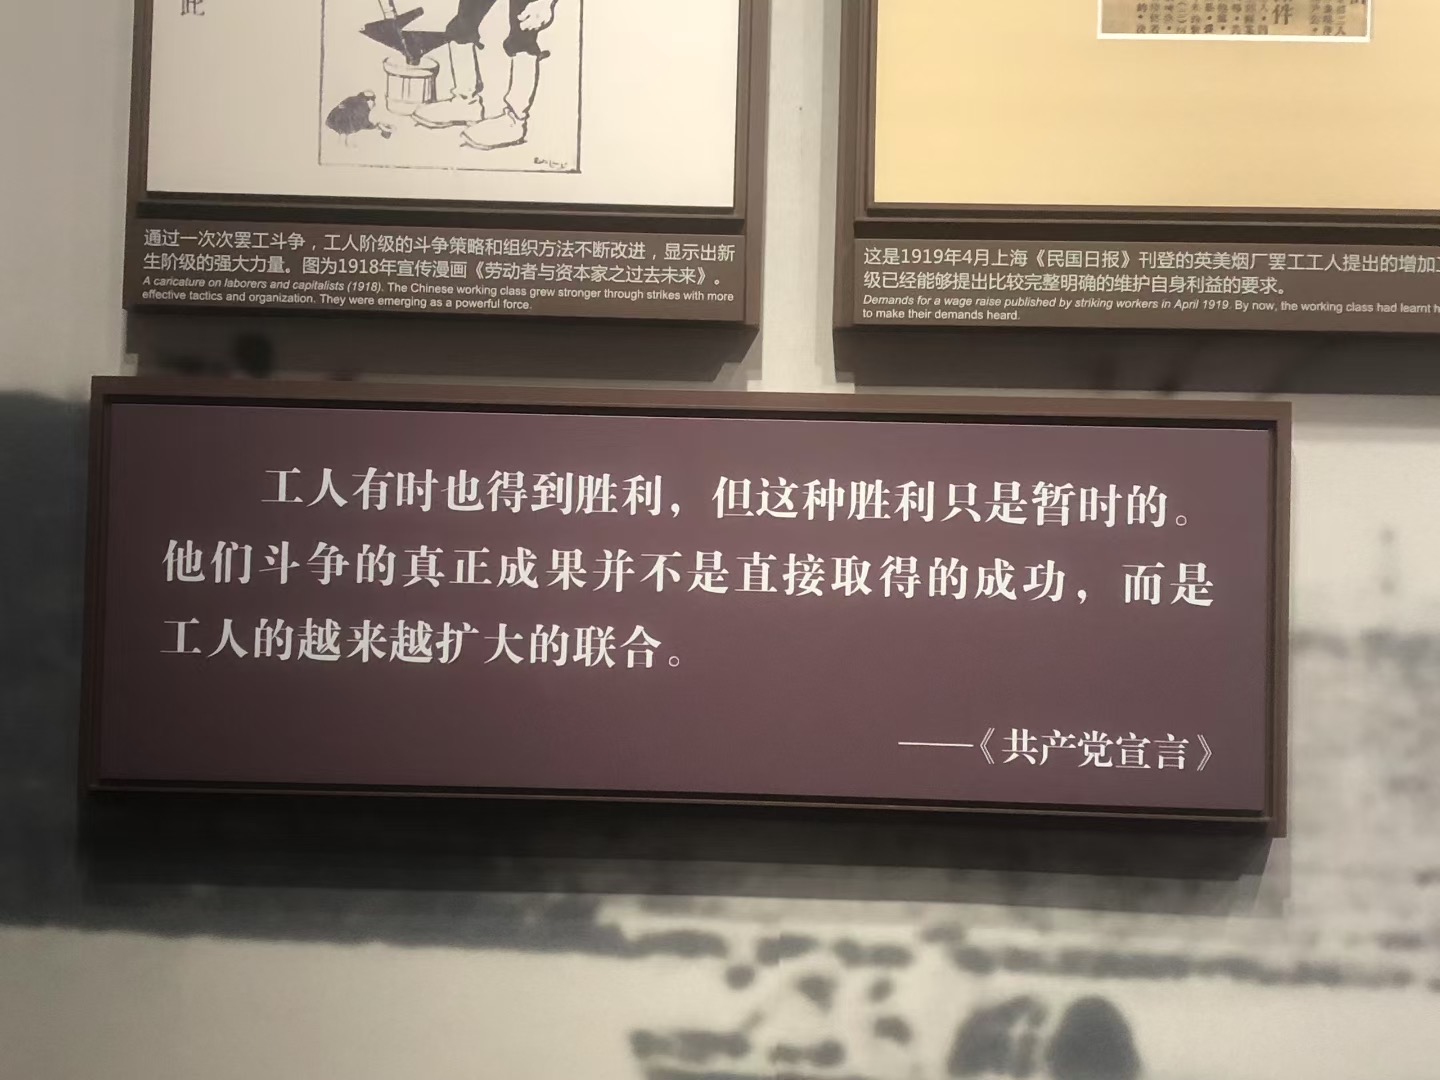 通过一次次罢工斗争，工人阶级的斗争策略和组织方法不断改进，显示出新
生阶级的强大力量。图为1918年宣传漫画《劳动者与资本家之过去未来》。
A caricature on laborers and capitalists (1918). The Chinese working class grew stronger through strikes with more
effective tactics and organization. They were emerging as a powerful force.
件
这是1919年4月上海《民国日报》刊登的英美烟厂罢工工人提出的增加
级已经能够提出比较完整明确的维护自身利益的要求。
Demands for a wage raise published by striking workers in April 1919. By now, the working class had learnt
to make their demands heard.
工人有时也得到胜利，但这种胜利只是暂时的。
他们斗争的真正成果并不是直接取得的成功，而是
工人的越来越扩大的联合。
——《共产党宣言》